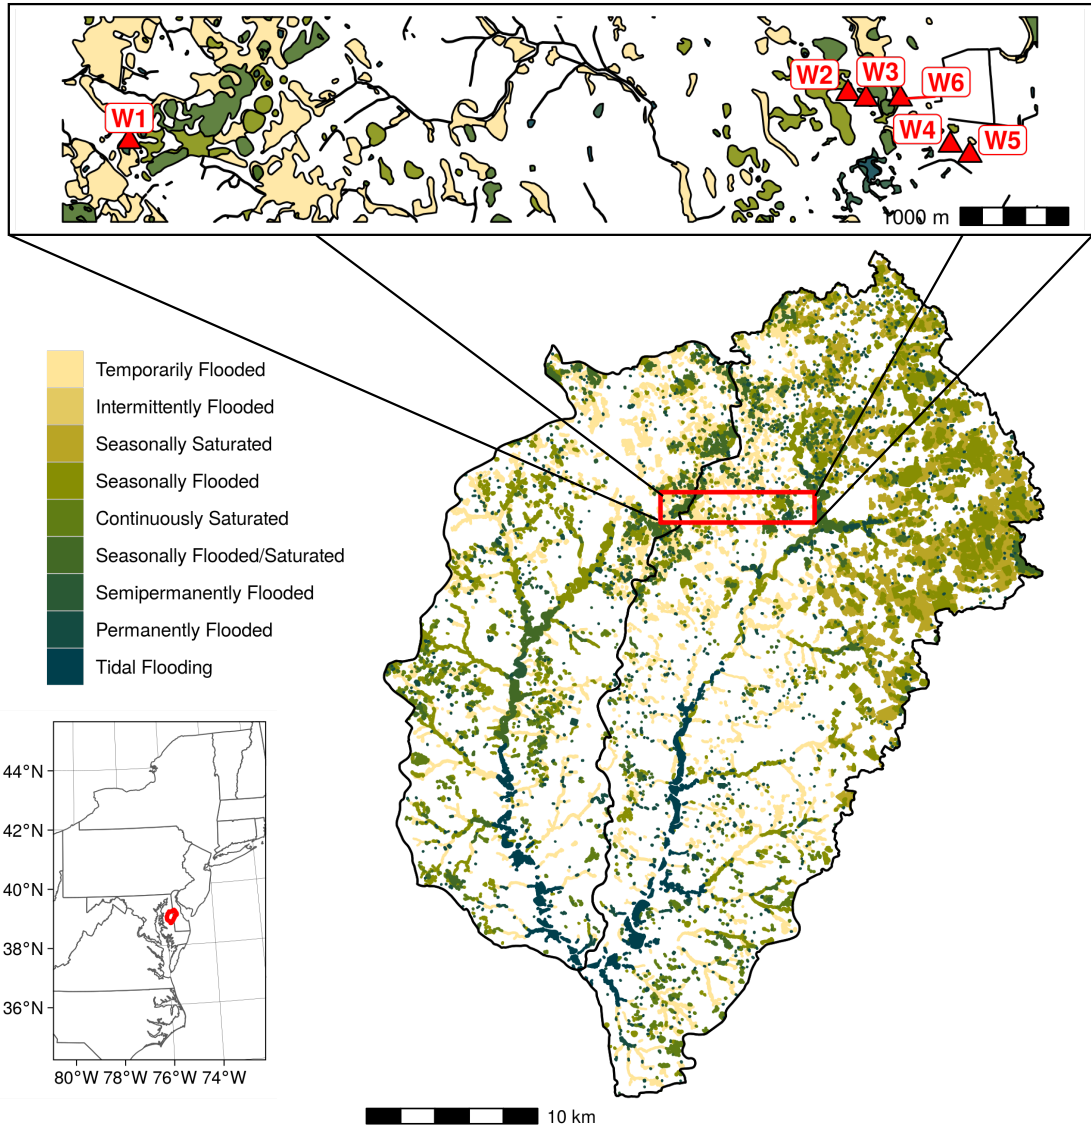 W1
W2
W3
W6
W4
W5
1000 m
Temporarily Flooded
Intermittently Flooded
Seasonally Saturated
Seasonally Flooded
Continuously Saturated
Seasonally Flooded/Saturated
Semipermanently Flooded
Permanently Flooded
Tidal Flooding
44°N
42°N
40°N
38°N
36°N
80°W 78°W 76°W 74°W
10 km